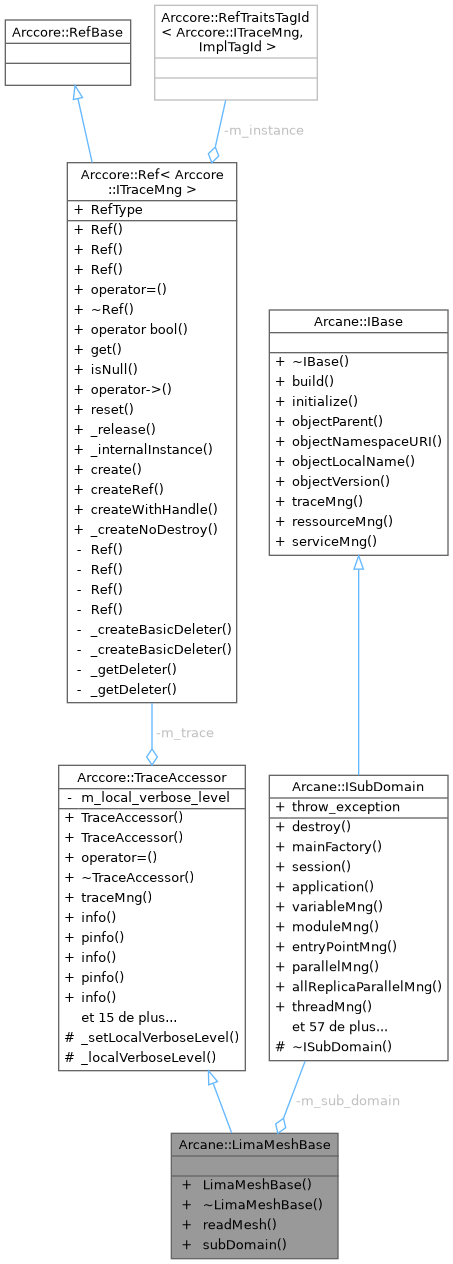 Arccore::RefBase
Arccore::RefTraitsTagId
< Arccore::ITraceMng,
ImplTagId >
-m_instance
Arccore::Ref< Arccore
::ITraceMng >
+ RefType
+ Ref()
+ Ref()
+ Ref()
+ operator=()
+ ~Ref()
+ operator bool()
+ get()
+ isNull()
+ operator->()
+ reset()
+ _release()
+ _internalInstance()
+ create()
+ createRef()
+ createWithHandle()
+ _createNoDestroy()
- Ref()
- Ref()
- Ref()
- Ref()
- _createBasicDeleter()
- _createBasicDeleter()
- _getDeleter()
- _getDeleter()
Arcane::IBase
+ ~IBase()
+ build()
+ initialize()
+ objectParent()
+ objectNamespaceURI()
+ objectLocalName()
+ objectVersion()
+ traceMng()
+ ressourceMng()
+ serviceMng()
-m_trace
Arccore::TraceAccessor
- m_local_verbose_level
+ TraceAccessor()
+ TraceAccessor()
+ operator=()
+ ~TraceAccessor()
+ traceMng()
+ info()
+ pinfo()
+ info()
+ pinfo()
+ info()
et 15 de plus...
# _setLocalVerboseLevel()
# _localVerboseLevel()
Arcane::ISubDomain
+ throw_exception
+ destroy()
+ mainFactory()
+ session()
+ application()
+ variableMng()
+ moduleMng()
+ entryPointMng()
+ parallelMng()
+ allReplicaParallelMng()
+ threadMng()
et 57 de plus...
# ~ISubDomain()
-m_sub_domain
Arcane::LimaMeshBase
+ LimaMeshBase()
+ ~LimaMeshBase()
+ readMesh()
+ subDomain()